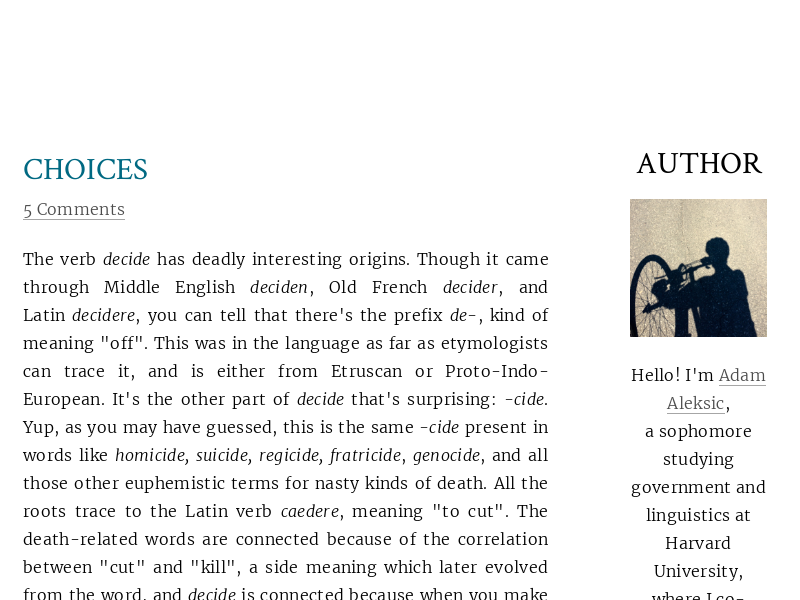 CHOICES
5 Comments
The verb decide has deadly interesting origins. Though it came
through Middle English deciden, Old French decider, and
Latin decidere, you can tell that there's the prefix de-, kind of
meaning "off". This was in the language as far as etymologists
can trace it, and is either from Etruscan or Proto-Indo-
European. It's the other part of decide that's surprising: -cide.
Yup, as you may have guessed, this is the same -cide present in
words like homicide, suicide, regicide, fratricide, genocide, and all
those other euphemistic terms for nasty kinds of death. All the
roots trace to the Latin verb caedere, meaning "to cut". The
death-related words are connected because of the correlation
between "cut" and "kill", a side meaning which later evolved
from the word, and decide is connected because when you make
AUTHOR
Hello! I'm Adam
Aleksic,
a sophomore
studying
government and
linguistics at
Harvard
University,
where I co-